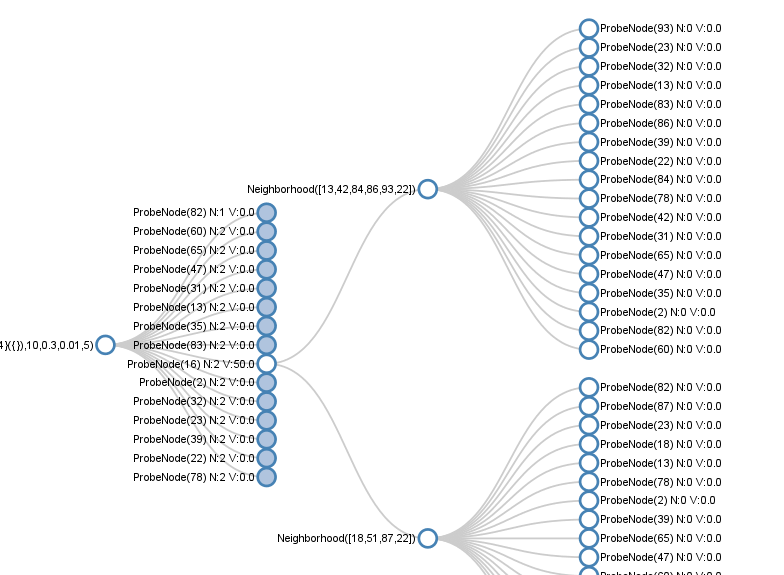 ProbeNode(93) N:0 V:0.0
ProbeNode(23) N:0 V:0.0
ProbeNode(32) N:0 V:0.0
ProbeNode(13) N:0 V:0.0
ProbeNode(83) N:0 V:0.0
ProbeNode(86) N:0 V:0.0
ProbeNode(39) N:0 V:0.0
ProbeNode(22) N:0 V:0.0
ProbeNode(84) N:0 V:0.0
Neighborhood([13,42,84,86,93,22])
ProbeNode(78) N:0 V:0.0
ProbeNode(42) N:0 V:0.0
ProbeNode(31) N:0 V:0.0
ProbeNode(65) N:0 V:0.0
ProbeNode(47) N:0 V:0.0
ProbeNode(35) N:0 V:0.0
ProbeNode(2) N:0 V:0.0
ProbeNode(82) N:0 V:0.0
ProbeNode(60) N:0 V:0.0
ProbeNode(82) N:1 V:0.0
ProbeNode(60) N:2 V:0.0
ProbeNode(65) N:2 V:0.0
ProbeNode(47) N:2 V:0.0
ProbeNode(31) N:2 V:0.0
ProbeNode(13) N:2 V:0.0
ProbeNode(35) N:2 V:0.0
4}({}),10,0.3,0.01,5)
ProbeNode(83) N:2 V:0.0
ProbeNode(16) N:2 V:50.0
ProbeNode(2) N:2 V:0.0
ProbeNode(32) N:2 V:0.0
ProbeNode(23) N:2 V:0.0
ProbeNode(39) N:2 V:0.0
ProbeNode(22) N:2 V:0.0
ProbeNode(78) N:2 V:0.0
ProbeNode(82) N:0 V:0.0
ProbeNode(87) N:0 V:0.0
ProbeNode(23) N:0 V:0.0
ProbeNode(18) N:0 V:0.0
ProbeNode(13) N:0 V:0.0
ProbeNode(78) N:0 V:0.0
ProbeNode(2) N:0 V:0.0
ProbeNode(39) N:0 V:0.0
Neighborhood([18,51,87,22])
ProbeNode(65) N:0 V:0.0
ProbeNode(47) N:0 V:0.0